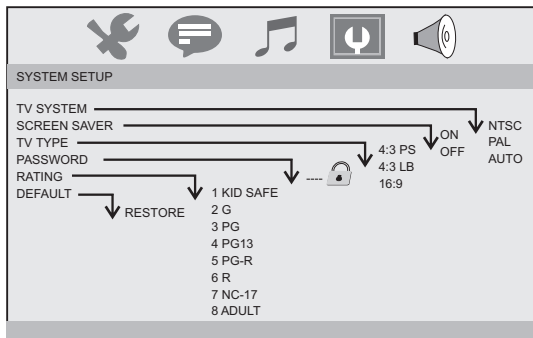 SYSTEM SETUP
TV SYSTEM
SCREEN SAVER
TV TYPE
PASSWORD
RATING
DEFAULT
RESTORE
1 KID SAFE
2 G
3 PG
4 PG13
5 PG-R
6 R
7 NC-17
8 ADULT
----
4:3 PS
4:3 LB
16:9
ON
OFF
NTSC
PAL
AUTO